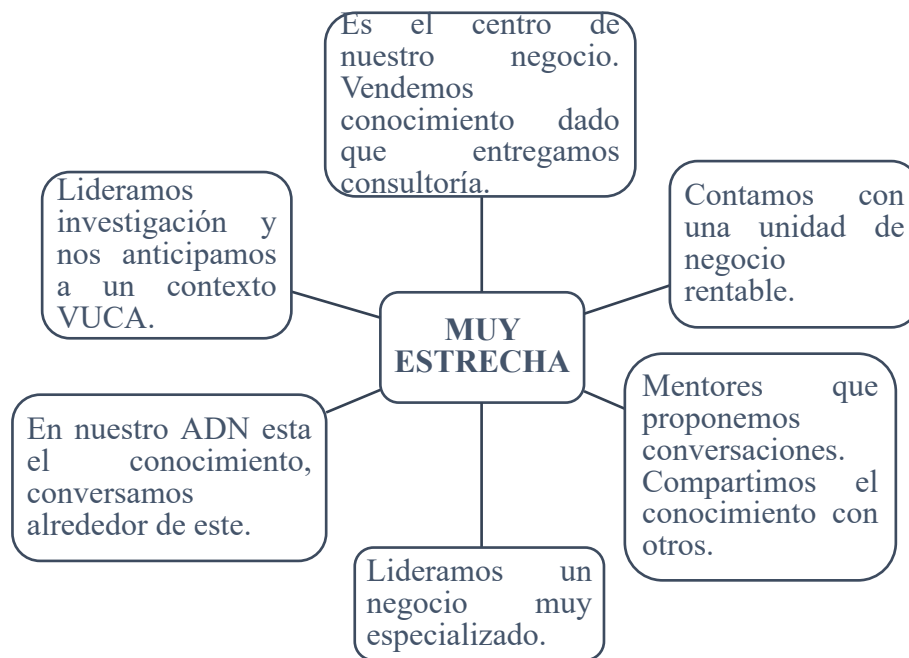 Es el centro de
nuestro negocio.
Vendemos
conocimiento dado
que entregamos
consultoría.
Lideramos
investigación y
nos anticipamos
a un contexto
VUCA.
Contamos con
una unidad de
negocio
rentable.
MUY
ESTRECHA
En nuestro ADN esta
el conocimiento,
conversamos
alrededor de este.
Mentores que
proponemos
conversaciones.
Compartimos el
conocimiento con
otros.
Lideramos un
negocio muy
especializado.